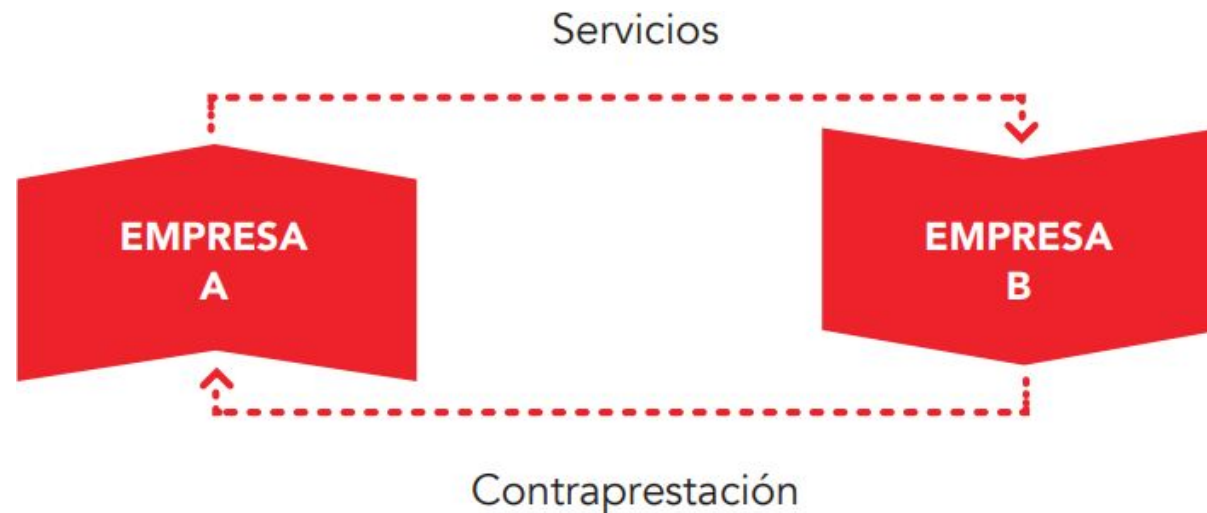 Servicios
EMPRESA
A
EMPRESA
B
Contraprestación